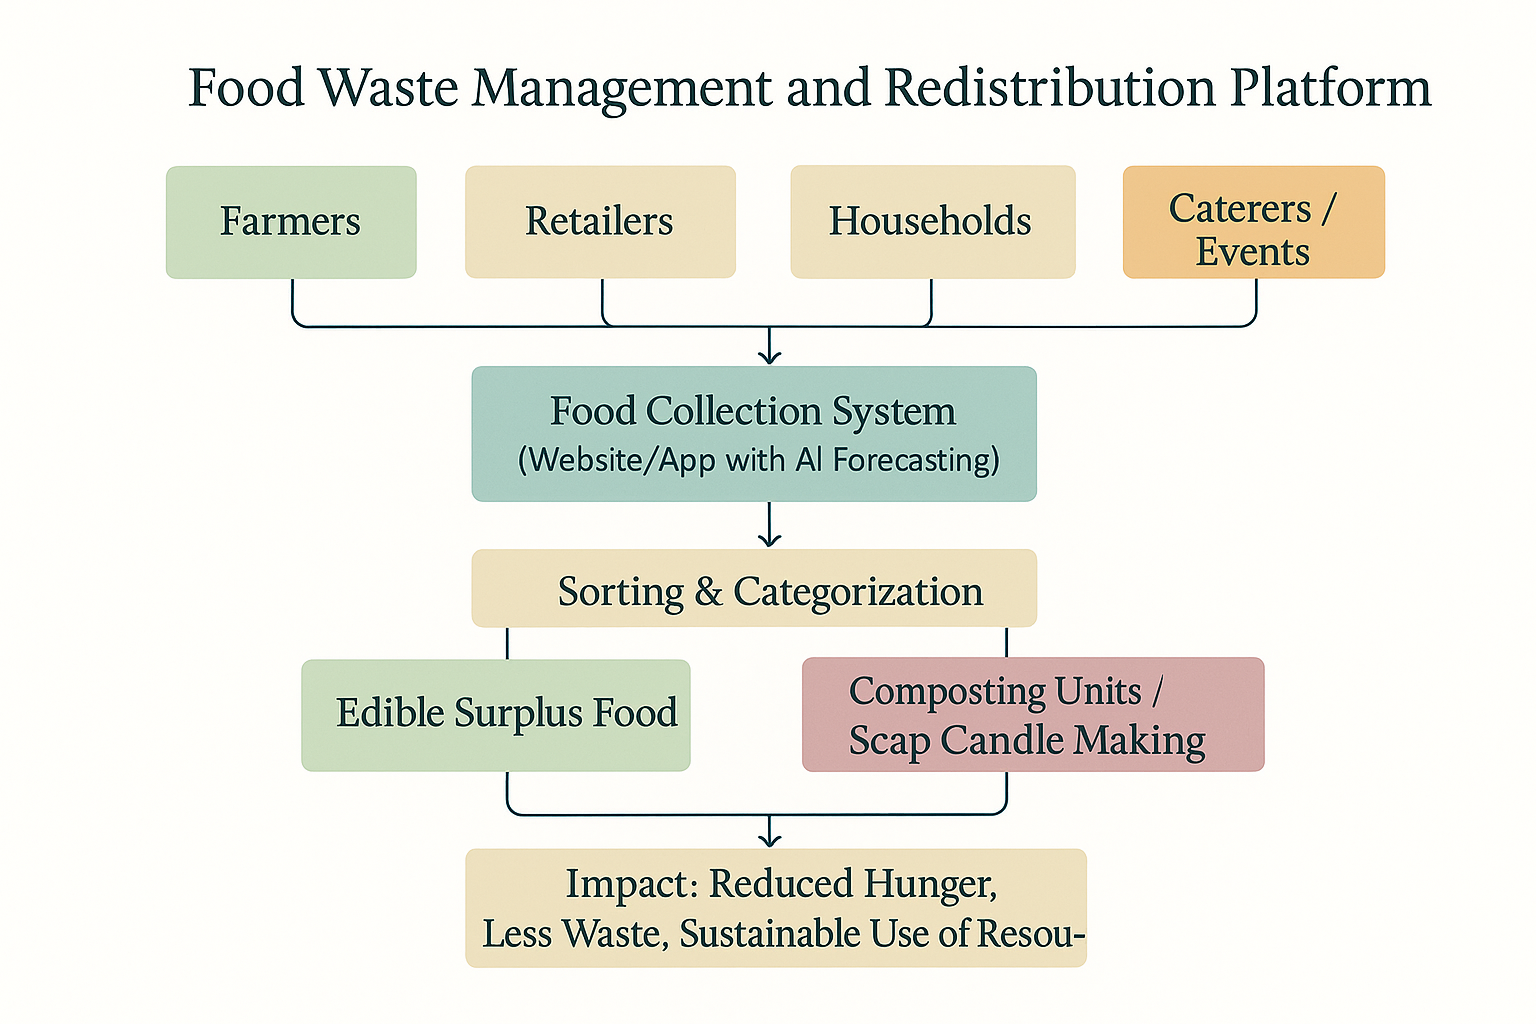 Food Waste Management and Redistribution Platform
Farmers
Retailers
Households
Caterers /
Events
Food Collection System
(Website/App with AI Forecasting)
Sorting & Categorization
Edible Surplus Food
Composting Units /
Scap Candle Making
Impact: Reduced Hunger,
Less Waste, Sustainable Use of Resou-